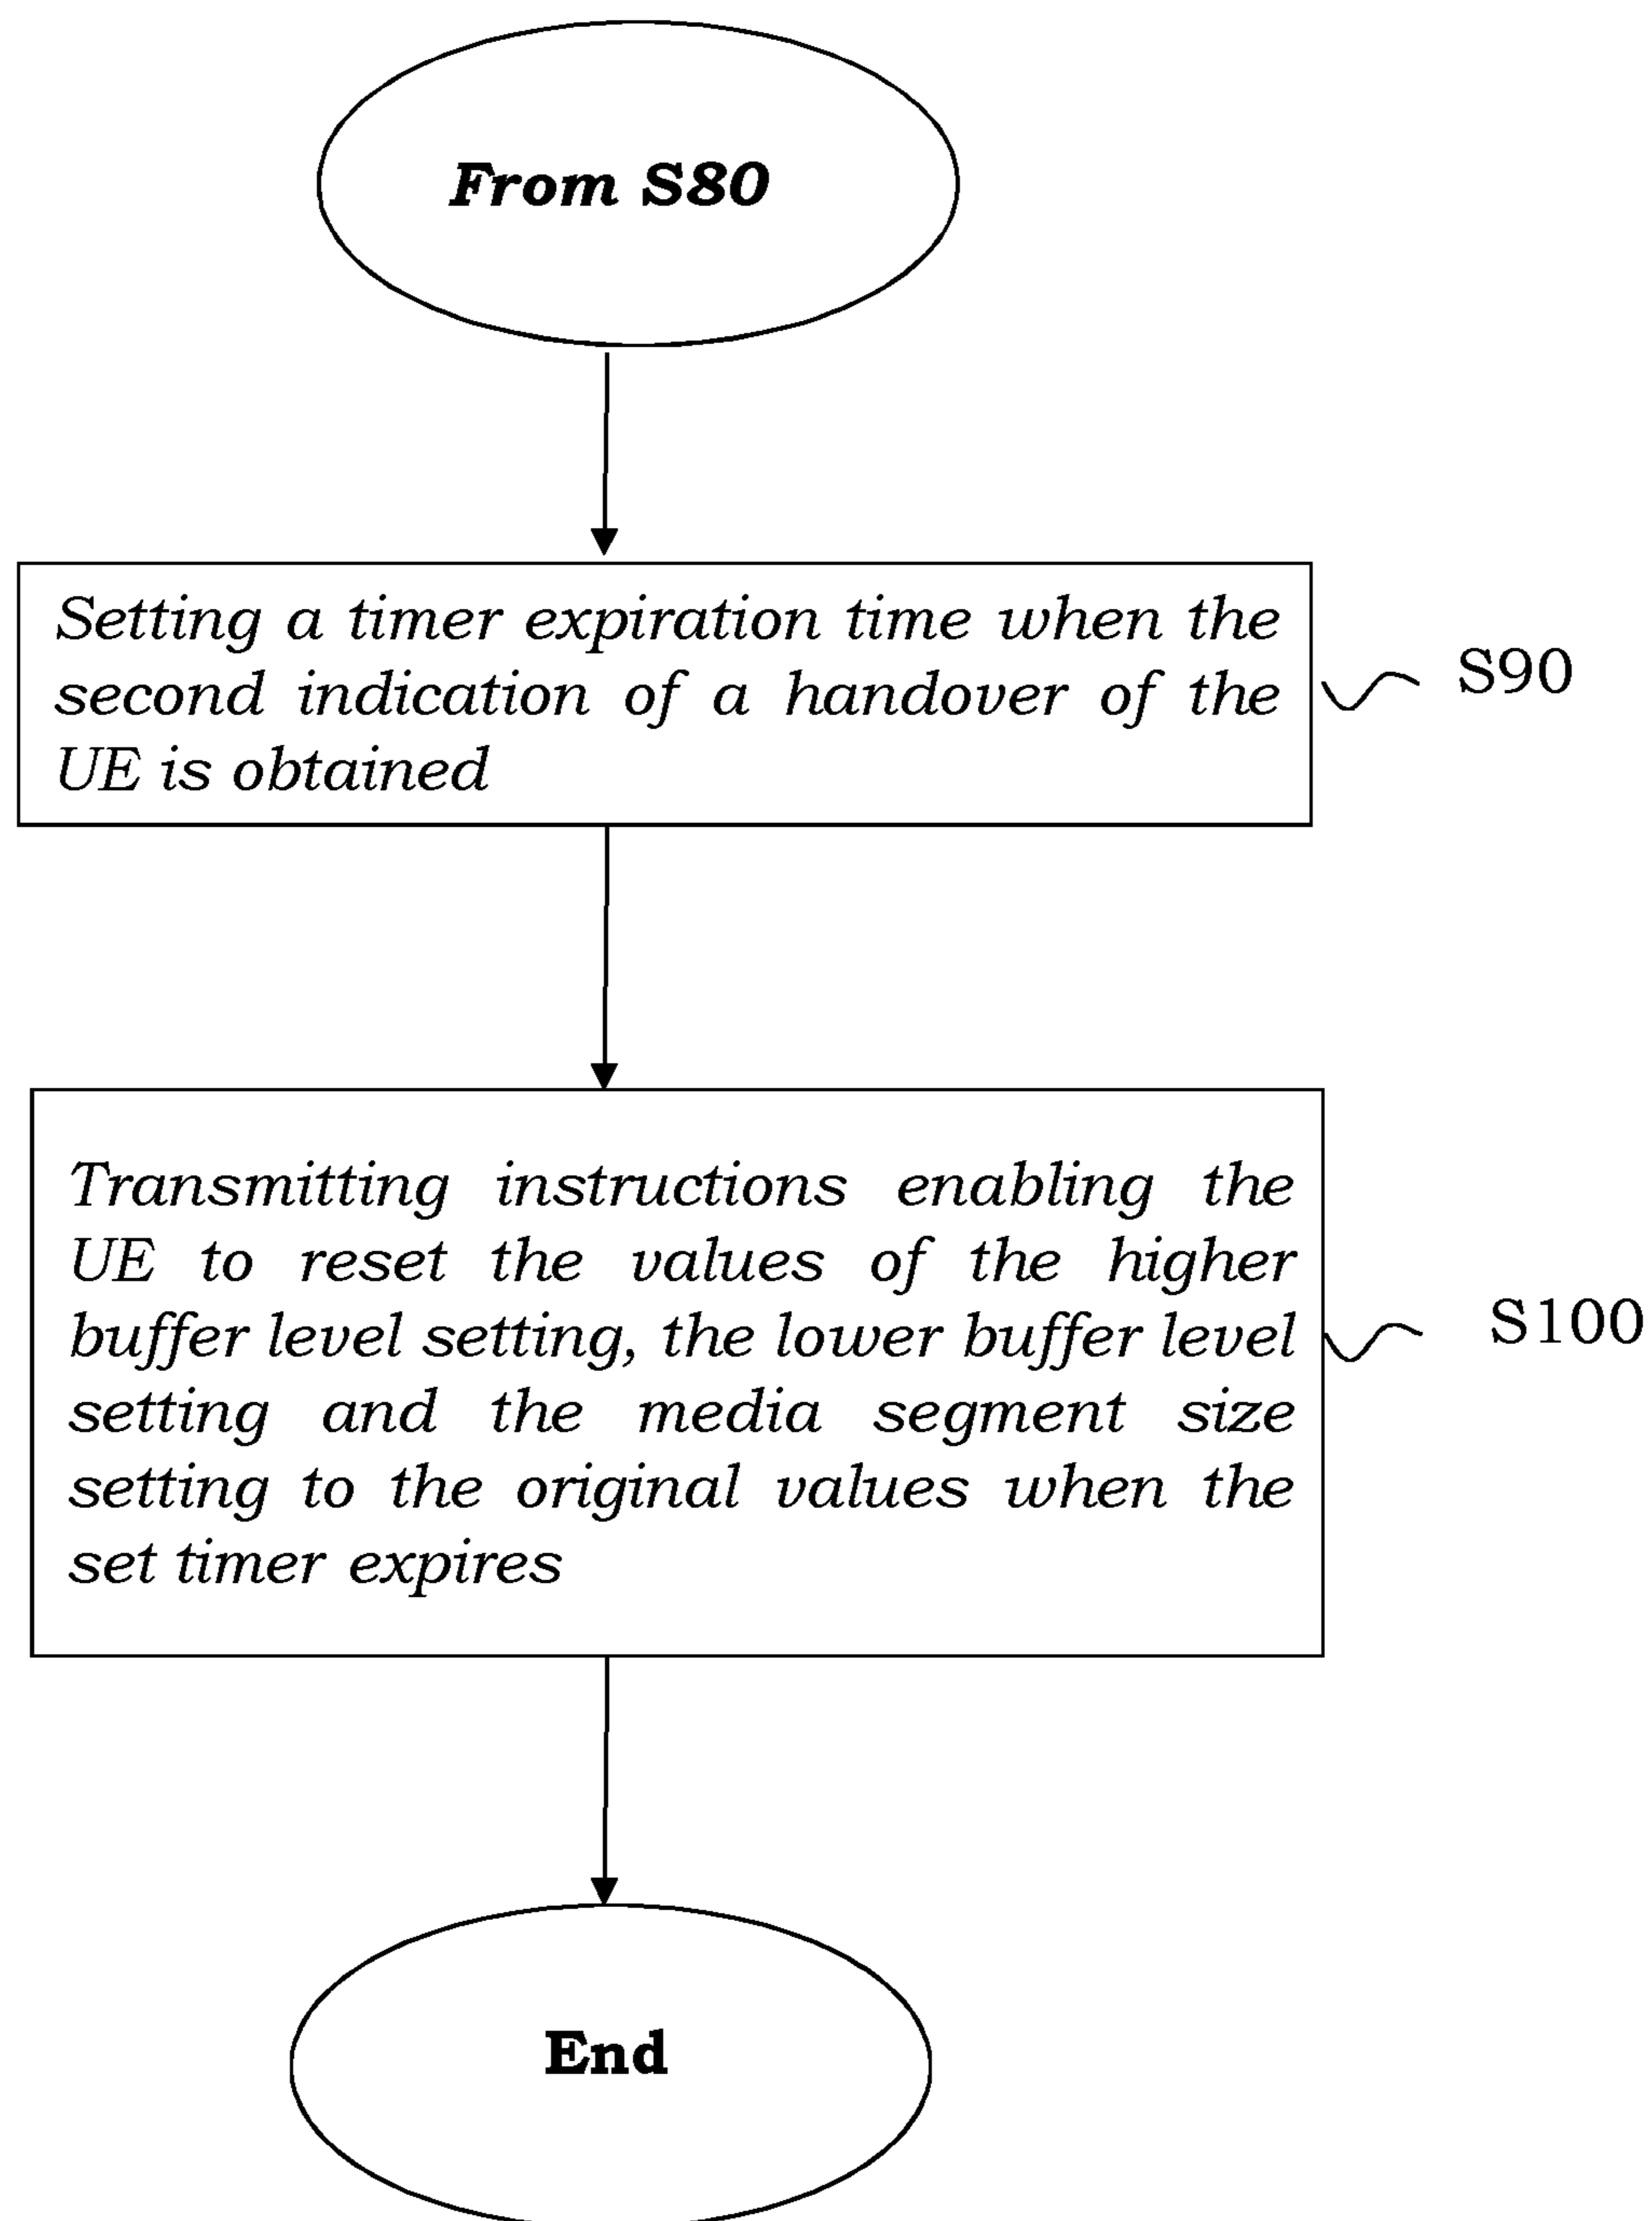 From S80
Setting a timer expiration time when the
second indication of a handover of the
UE is obtained
S90
Transmitting instructions enabling the
UE to reset the values of the higher
buffer level setting, the lower buffer level
setting and the media segment size
setting to the original values when the
set timer expires
S100
End